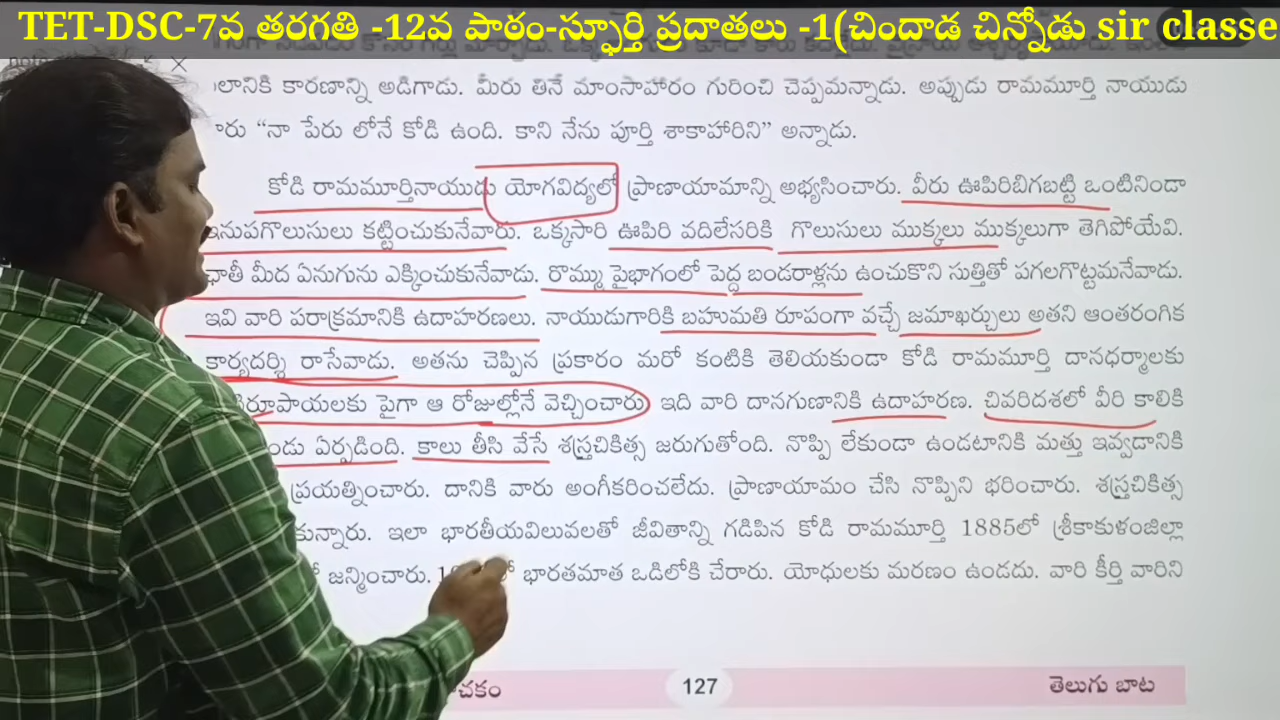 TET-DSC-7వ తరగతి -12వ పాఠం-స్ఫూర్తి ప్రదాతలు -1(చిందాడ చిన్నోడు sir classe
కారణాన్ని అడిగాడు. మీరు తినే మాంసాహారం గురించి చెప్పమన్నాడు. అప్పుడు రామమూర్తి నాయుడు
“నా పేరు లోనే కోడి ఉంది. కాని నేను పూర్తి శాకాహారిని” అన్నాడు.
కోడి రామమూర్తినాయుడు యోగవిద్యలో ప్రాణాయామాన్ని అభ్యసించారు. వీరు ఊపిరిబిగబట్టి ఒంటినిండా
ఇనుపగొలుసులు కట్టించుకునేవారు. ఒక్కసారి ఊపిరి వదిలేసరికి గొలుసులు ముక్కలు ముక్కలుగా తెగిపోయేవి.
ఛాతీ మీద ఏనుగును ఎక్కించుకునేవాడు. రొమ్ము పైభాగంలో పెద్ద బండరాళ్లను ఉంచుకొని సుత్తితో పగలగొట్టమనేవాడు.
ఇవి వారి పరాక్రమానికి ఉదాహరణలు. నాయుడుగారికి బహుమతి రూపంగా వచ్చే జమాఖర్చులు అతని ఆంతరంగిక
కార్యదర్శి రాసేవాడు. అతను చెప్పిన ప్రకారం మరో కంటికి తెలియకుండా కోడి రామమూర్తి దానధర్మాలకు
రూపాయలకు పైగా ఆ రోజుల్లోనే వెచ్చించారు. ఇది వారి దానగుణానికి ఉదాహరణ. చివరిదశలో వీరి కాలికి
ఏర్పడింది. కాలు తీసి వేసే శస్త్రచికిత్స జరుగుతోంది. నొప్పి లేకుండా ఉండటానికి మత్తు ఇవ్వడానికి
ప్రయత్నించారు. దానికి వారు అంగీకరించలేదు. ప్రాణాయామం చేసి నొప్పిని భరించారు. శస్త్రచికిత్స
ఇలా భారతీయవిలువలతో జీవితాన్ని గడిపిన కోడి రామమూర్తి 1885లో శ్రీకాకుళంజిల్లా
జన్మించారు. భారతమాత ఒడిలోకి చేరారు. యోధులకు మరణం ఉండదు. వారి కీర్తి వారిని
127 తెలుగు బాట